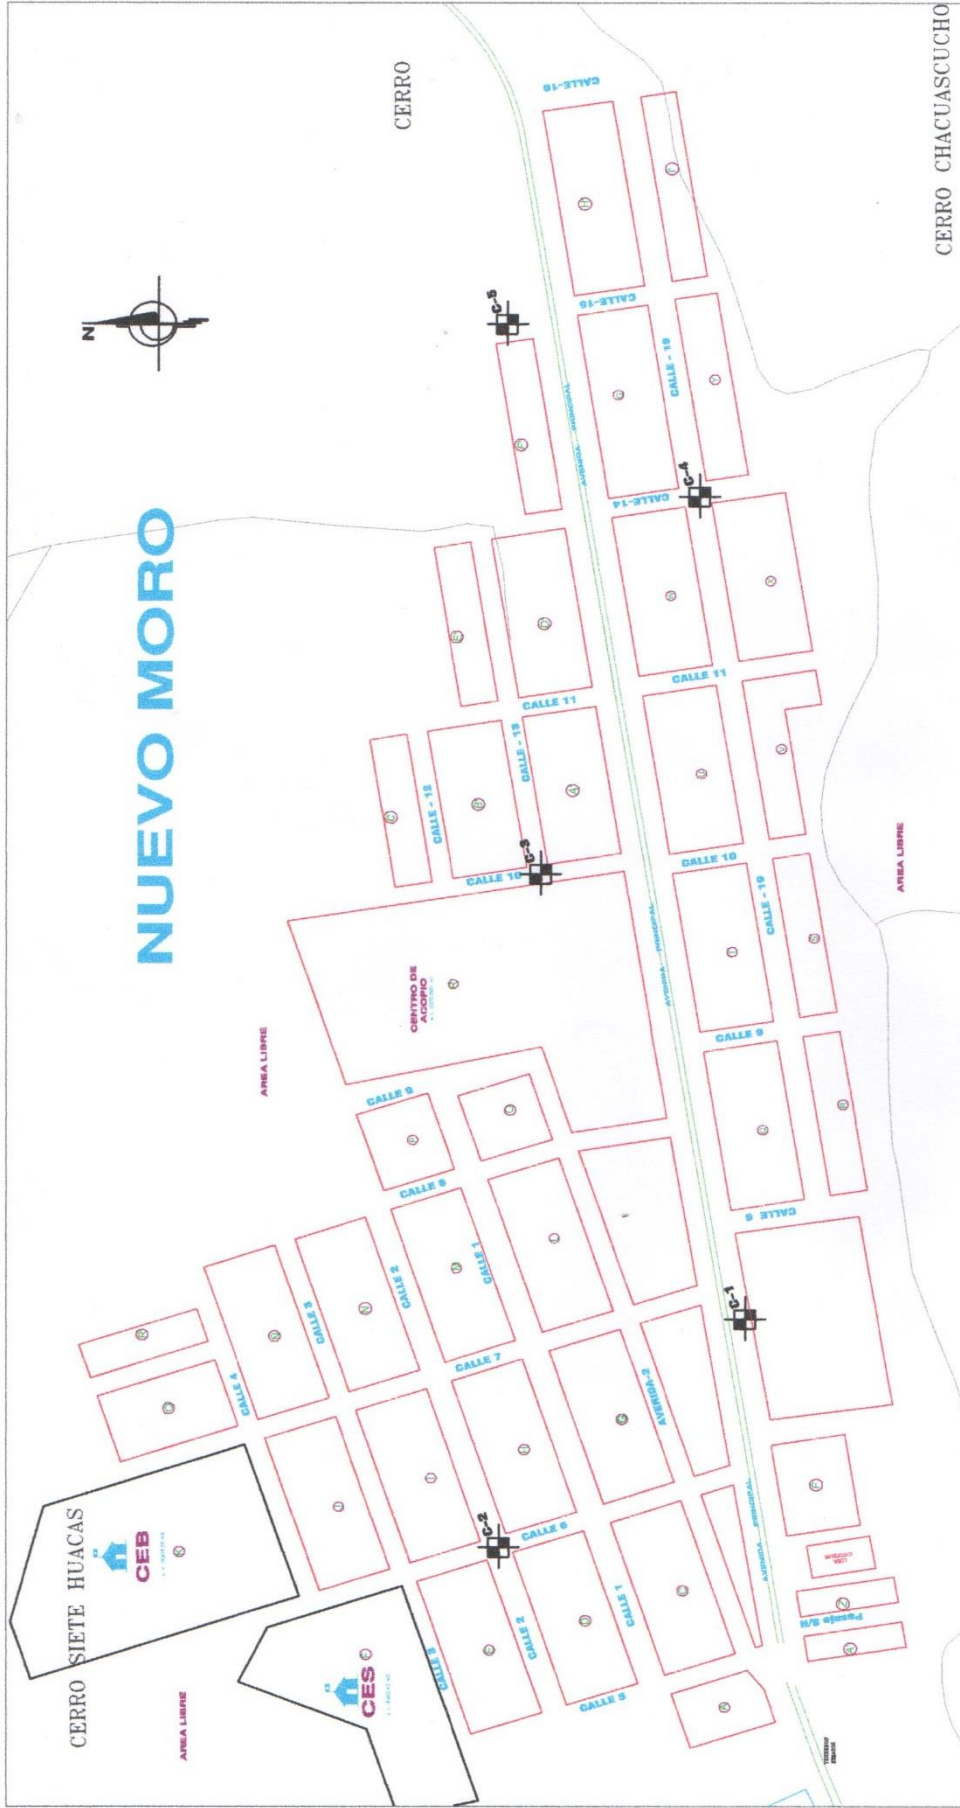 NUEVO MORO
N
CERRO
CERRO CHACUASCUCHO
CERRO SIETE HUACAS
AREA LIBRE
AREA LIBRE
AREA LIBRE
CEB
K
CES
F
CENTRO DE
ACOPIO
CALLE 4
CALLE 3
CALLE 2
CALLE 1
CALLE 9
CALLE 8
CALLE 7
CALLE 6
CALLE 3
CALLE 2
CALLE 1
CALLE 5
AVENIDA-2
CALLE - 12
CALLE - 13
CALLE 10
CALLE 11
CALLE 11
CALLE 10
CALLE 9
CALLE 6
CALLE-14
CALLE-15
CALLE-16
CALLE - 19
CALLE - 19
AVENIDA PRINCIPAL
AVENIDA PRINCIPAL
AVENIDA PRINCIPAL
Pasaje S/N
LOSA
C-1
C-2
C-3
C-4
C-5
C
B
A
E
D
H
G
Y
X
U
V
S
P
L
M
N
H
G
E
D
C
F
Z